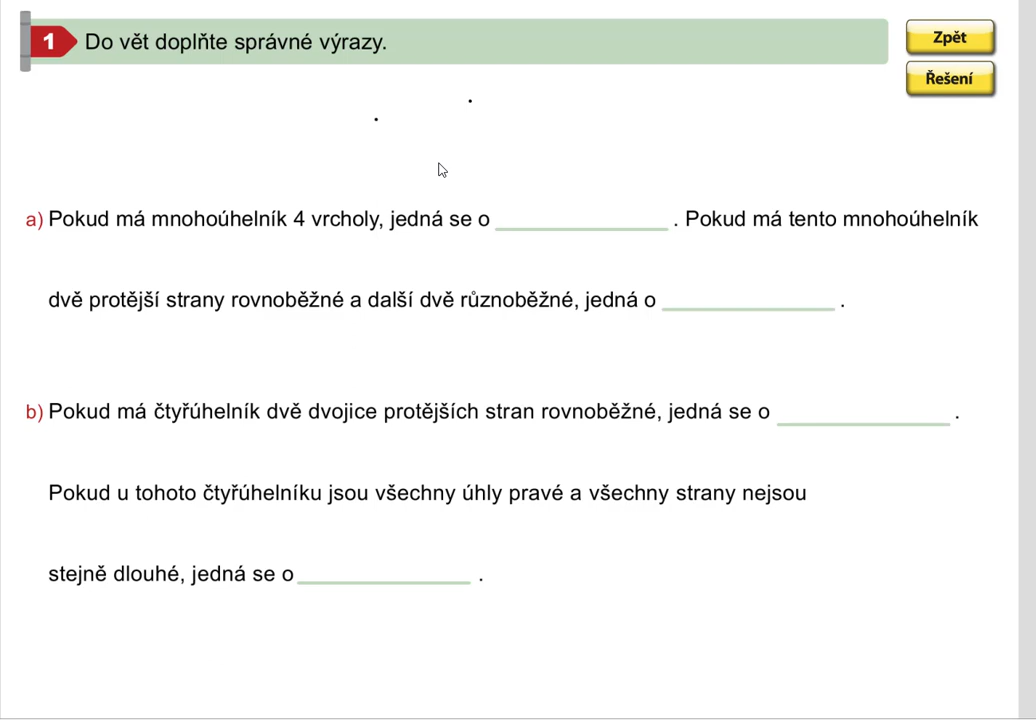 1 Do vět doplňte správné výrazy.
Zpět
Řešení
a) Pokud má mnohoúhelník 4 vrcholy, jedná se o ______________ . Pokud má tento mnohoúhelník
dvě protější strany rovnoběžné a další dvě různoběžné, jedná o ______________ .
b) Pokud má čtyřúhelník dvě dvojice protějších stran rovnoběžné, jedná se o ______________ .
Pokud u tohoto čtyřúhelníku jsou všechny úhly pravé a všechny strany nejsou
stejně dlouhé, jedná se o ______________ .